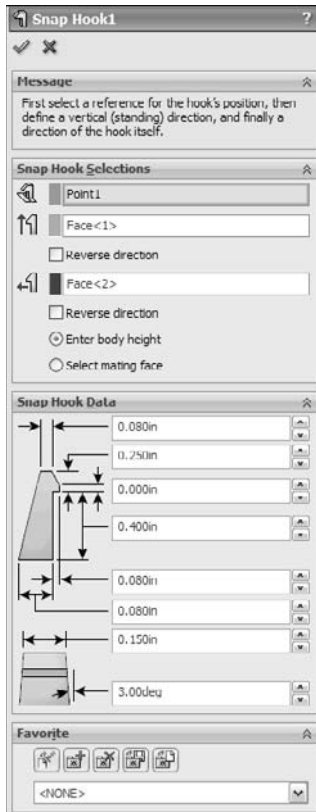 Snap Hook1 ?
Message
First select a reference for the hook's position, then
define a vertical (standing) direction, and finally a
direction of the hook itself.
Snap Hook Selections
Point1
Face<1>
Reverse direction
Face<2>
Reverse direction
Enter body height
Select mating face
Snap Hook Data
0.080in
0.250in
0.000in
0.400in
0.080in
0.080in
0.150in
3.00deg
Favorite
<NONE>